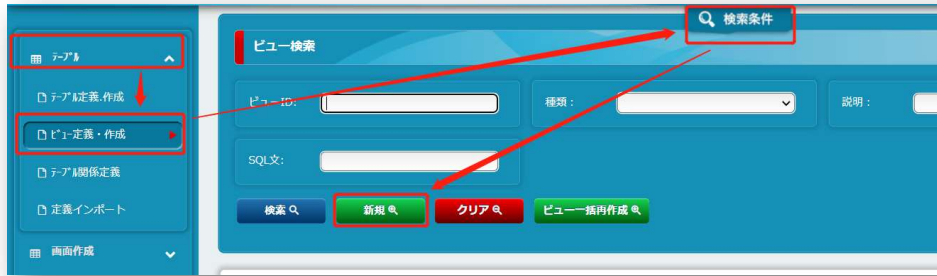 検索条件
ﾃｰﾌﾞﾙ
ﾃｰﾌﾞﾙ定義.作成
ﾋﾞｭｰ定義・作成
ﾃｰﾌﾞﾙ関係定義
定義インポート
画面作成
ビュー検索
ビューID:
種類：
説明：
SQL文:
検索
新規
クリア
ビュー一括再作成